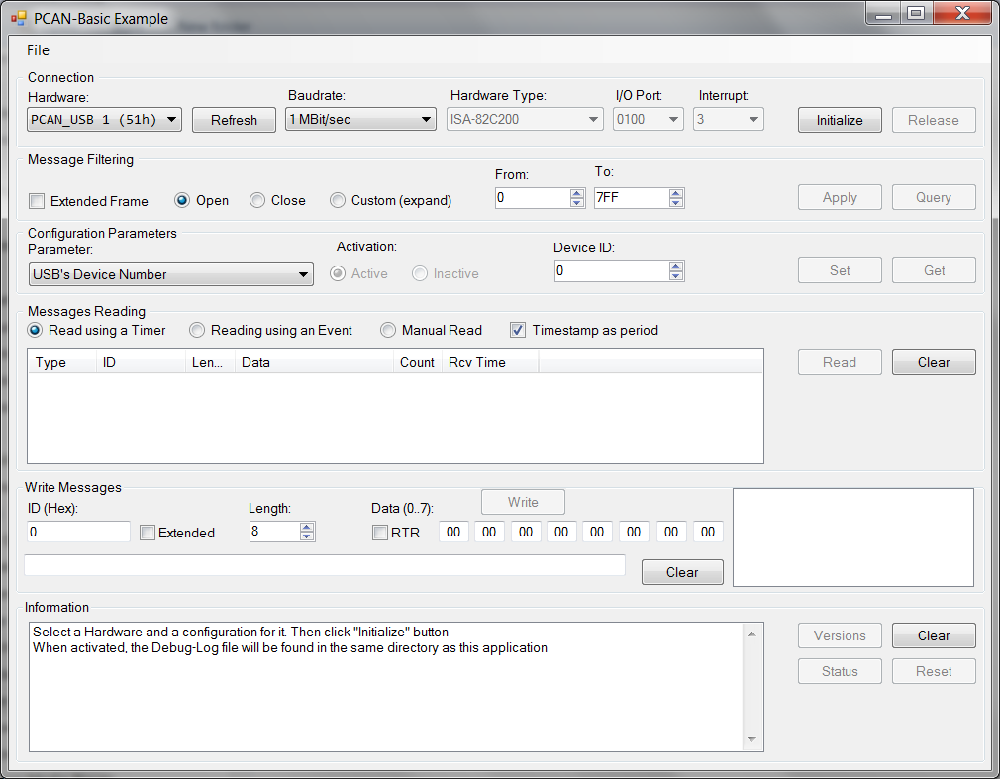 PCAN-Basic Example
File
Connection
Hardware: Baudrate: Hardware Type: I/O Port: Interrupt:
PCAN_USB 1 (51h) Refresh 1 MBit/sec ISA-82C200 0100 3 Initialize Release
Message Filtering
From: To:
Extended Frame Open Close Custom (expand) 0 7FF Apply Query
Configuration Parameters
Parameter: Activation: Device ID:
USB's Device Number Active Inactive 0 Set Get
Messages Reading
Read using a Timer Reading using an Event Manual Read Timestamp as period
Type ID Len... Data Count Rcv Time Read Clear
Write Messages
ID (Hex): Length: Data (0..7): Write
0 Extended 8 RTR 00 00 00 00 00 00 00 00
Clear
Information
Select a Hardware and a configuration for it. Then click "Initialize" button
When activated, the Debug-Log file will be found in the same directory as this application
Versions Clear
Status Reset